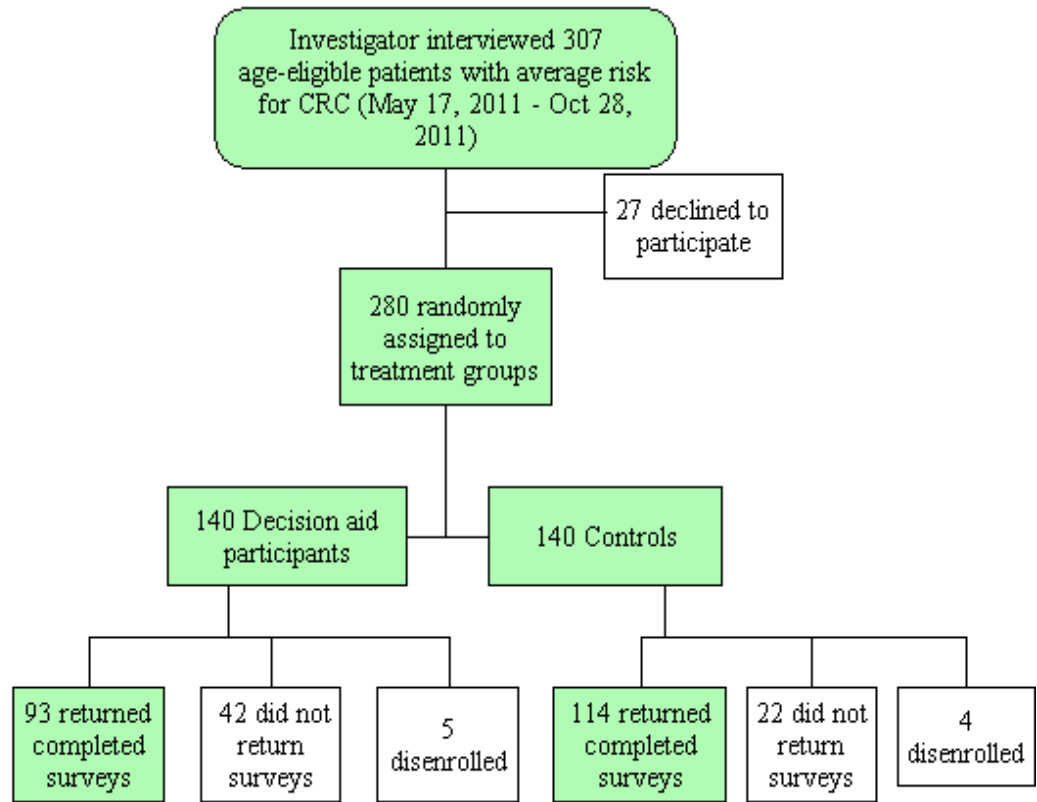 Investigator interviewed 307
age-eligible patients with average risk
for CRC (May 17, 2011 - Oct 28,
2011)
27 declined to
participate
280 randomly
assigned to
treatment groups
140 Decision aid
participants
140 Controls
93 returned
completed
surveys
42 did not
return
surveys
5
disenrolled
114 returned
completed
surveys
22 did not
return
surveys
4
disenrolled